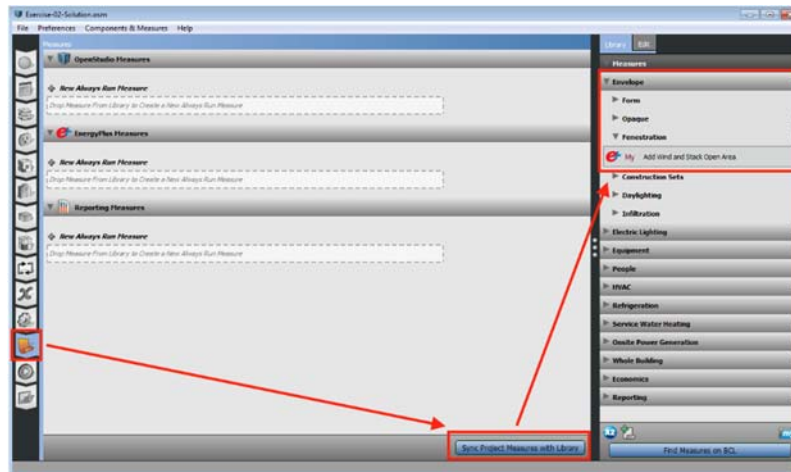 Exercise-02-Solution.osm
File Preferences Components & Measures Help
Measures
OpenStudio Measures
New Always Run Measure
Drop Measure From Library to Create a New Always Run Measure
EnergyPlus Measures
New Always Run Measure
Drop Measure From Library to Create a New Always Run Measure
Reporting Measures
New Always Run Measure
Drop Measure From Library to Create a New Always Run Measure
Sync Project Measures with Library
Library Edit
Measures
Envelope
Form
Opaque
Fenestration
My Add Wind and Stack Open Area
Construction Sets
Daylighting
Infiltration
Electric Lighting
Equipment
People
HVAC
Refrigeration
Service Water Heating
Onsite Power Generation
Whole Building
Economics
Reporting
x2
Find Measures on BCL